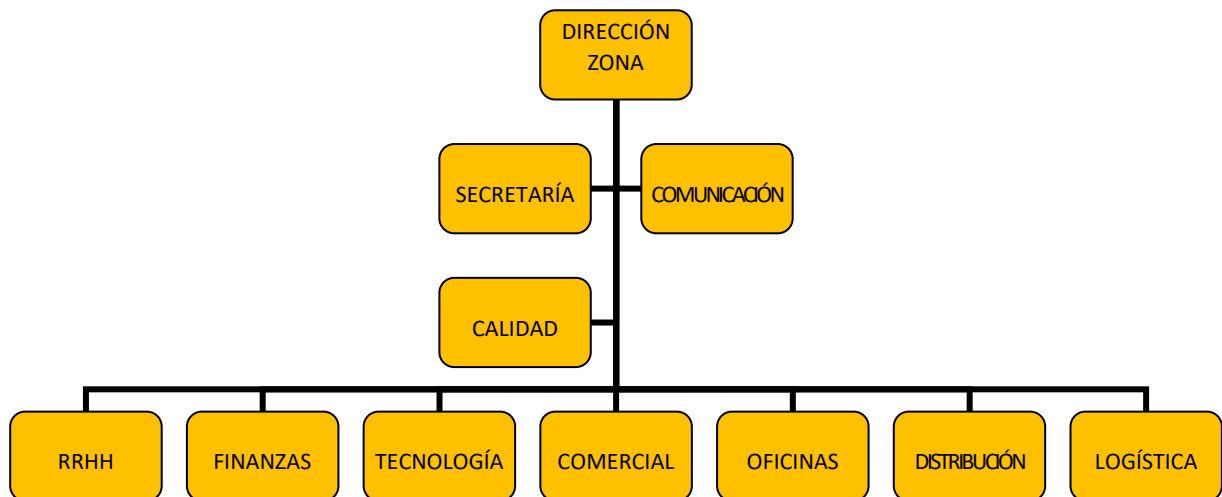 DIRECCIÓN
ZONA
SECRETARÍA
COMUNICACIÓN
CALIDAD
RRHH
FINANZAS
TECNOLOGÍA
COMERCIAL
OFICINAS
DISTRIBUCIÓN
LOGÍSTICA